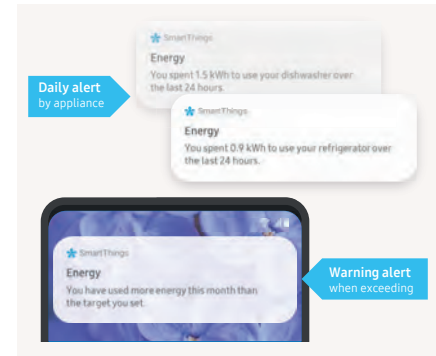 SmartThings
Energy
You spent 1.5 kWh to use your dishwasher over
the last 24 hours.
Daily alert
by appliance
SmartThings
Energy
You spent 0.9 kWh to use your refrigerator over
the last 24 hours.
SmartThings
Energy
You have used more energy this month than
the target you set.
Warning alert
when exceeding